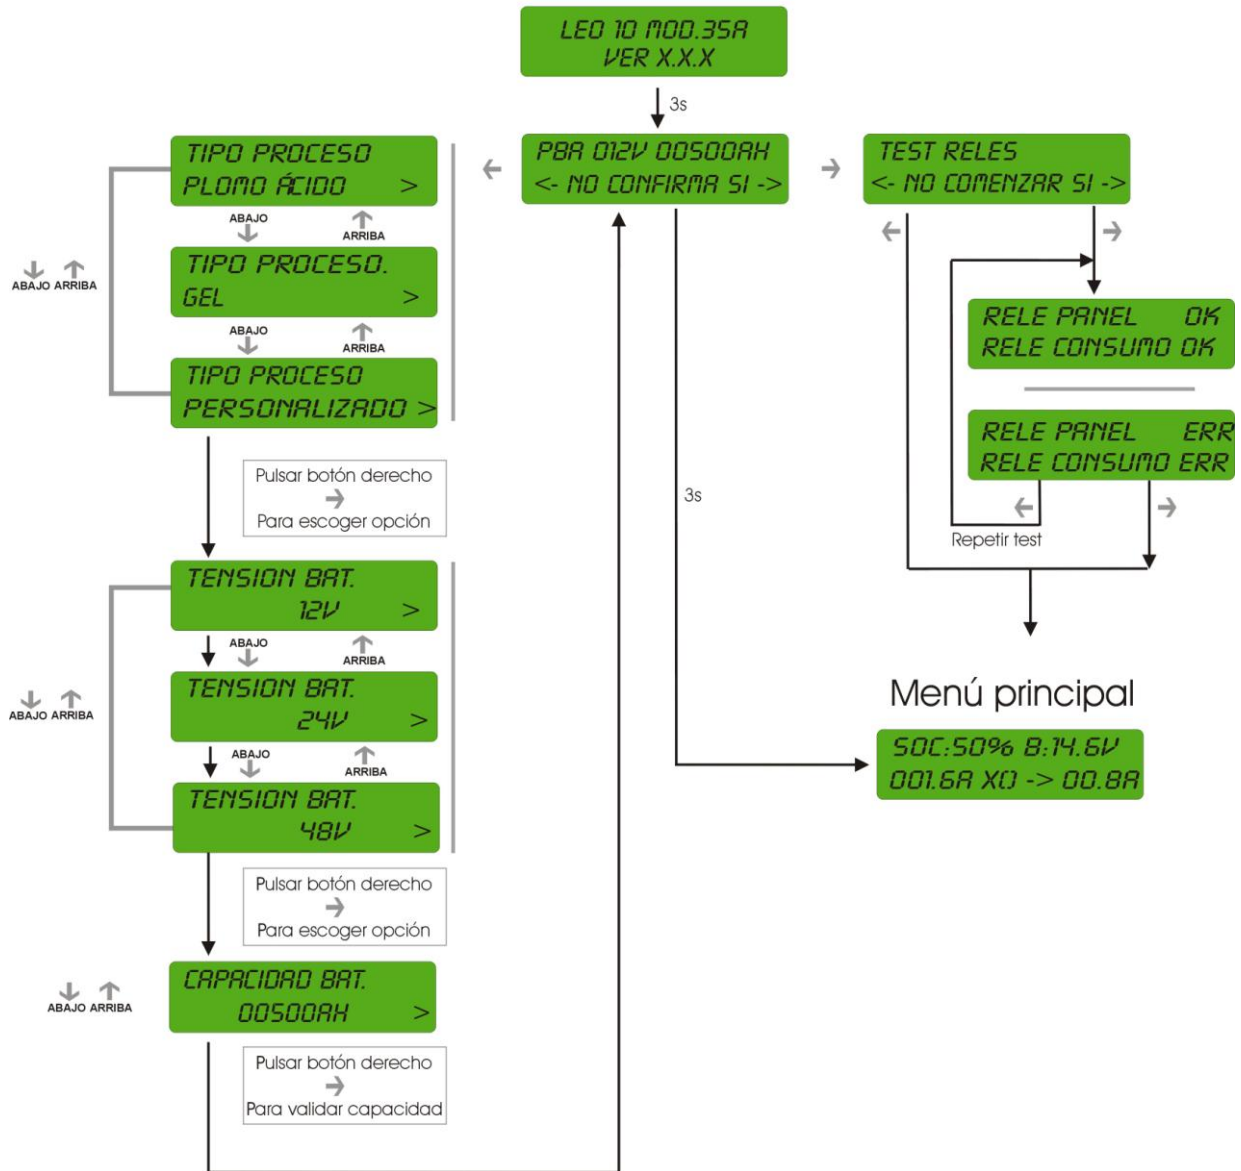 LEO 10 MOD.35A
VER X.X.X
3s
PBA 012V 00500AH
<- NO CONFIRMA SI ->
TIPO PROCESO
PLOMO ÁCIDO >
ABAJO
ARRIBA
TIPO PROCESO.
GEL >
ABAJO ARRIBA
ABAJO
ARRIBA
TIPO PROCESO
PERSONALIZADO >
Pulsar botón derecho
Para escoger opción
TENSION BAT.
12V >
ABAJO
ARRIBA
TENSION BAT.
24V >
ABAJO ARRIBA
ABAJO
ARRIBA
TENSION BAT.
48V >
Pulsar botón derecho
Para escoger opción
CAPACIDAD BAT.
00500AH >
ABAJO ARRIBA
Pulsar botón derecho
Para validar capacidad
3s
TEST RELES
<- NO COMENZAR SI ->
RELE PANEL OK
RELE CONSUMO OK
RELE PANEL ERR
RELE CONSUMO ERR
Repetir test
Menú principal
SOC:50% B:14.6V
001.6A X() -> 00.8A